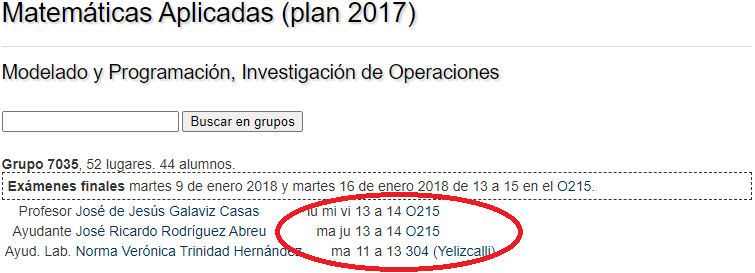 Matemáticas Aplicadas (plan 2017)
Modelado y Programación, Investigación de Operaciones
Buscar en grupos
Grupo 7035, 52 lugares. 44 alumnos.
Exámenes finales martes 9 de enero 2018 y martes 16 de enero 2018 de 13 a 15 en el O215.
Profesor José de Jesús Galaviz Casas lu mi vi 13 a 14 O215
Ayudante José Ricardo Rodríguez Abreu ma ju 13 a 14 O215
Ayud. Lab. Norma Verónica Trinidad Hernández ma 11 a 13 304 (Yelizcalli)